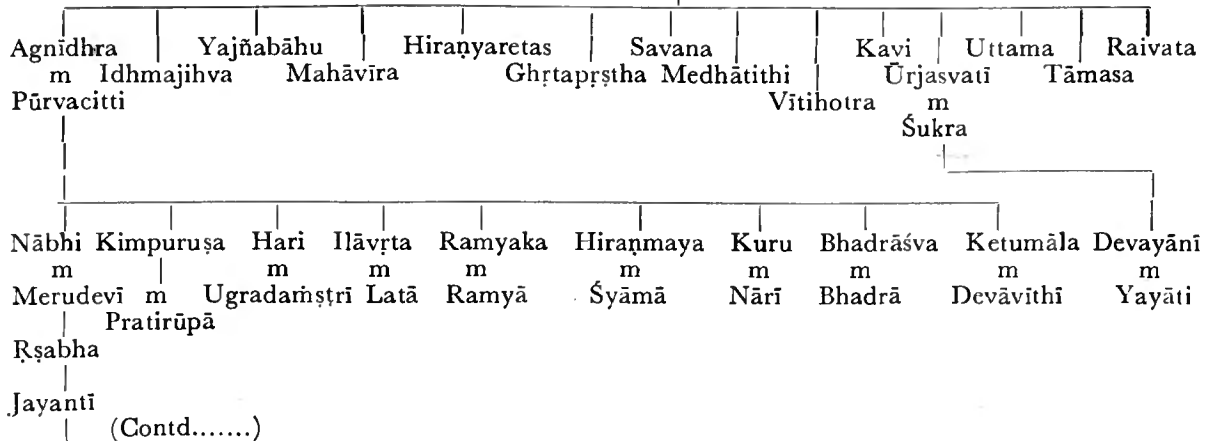 Agnīdhra Yajñabāhu Hiraṇyaretas Savana Kavi Uttama Raivata
m Idhmajihva Mahāvīra Ghṛtapṛṣtha Medhātithi Ūrjasvatī Tāmasa
Pūrvacitti Vītihotra m
Śukra
Nābhi Kimpuruṣa Hari Ilāvṛta Ramyaka Hiraṇmaya Kuru Bhadrāśva Ketumāla Devayānī
m m m m m m m m m
Merudevī m Ugradaṁṣṭrī Latā Ramyā Śyāmā Nārī Bhadrā Devāvīthī Yayāti
Pratirūpā
Ṛṣabha
Jayantī
(Contd.......)